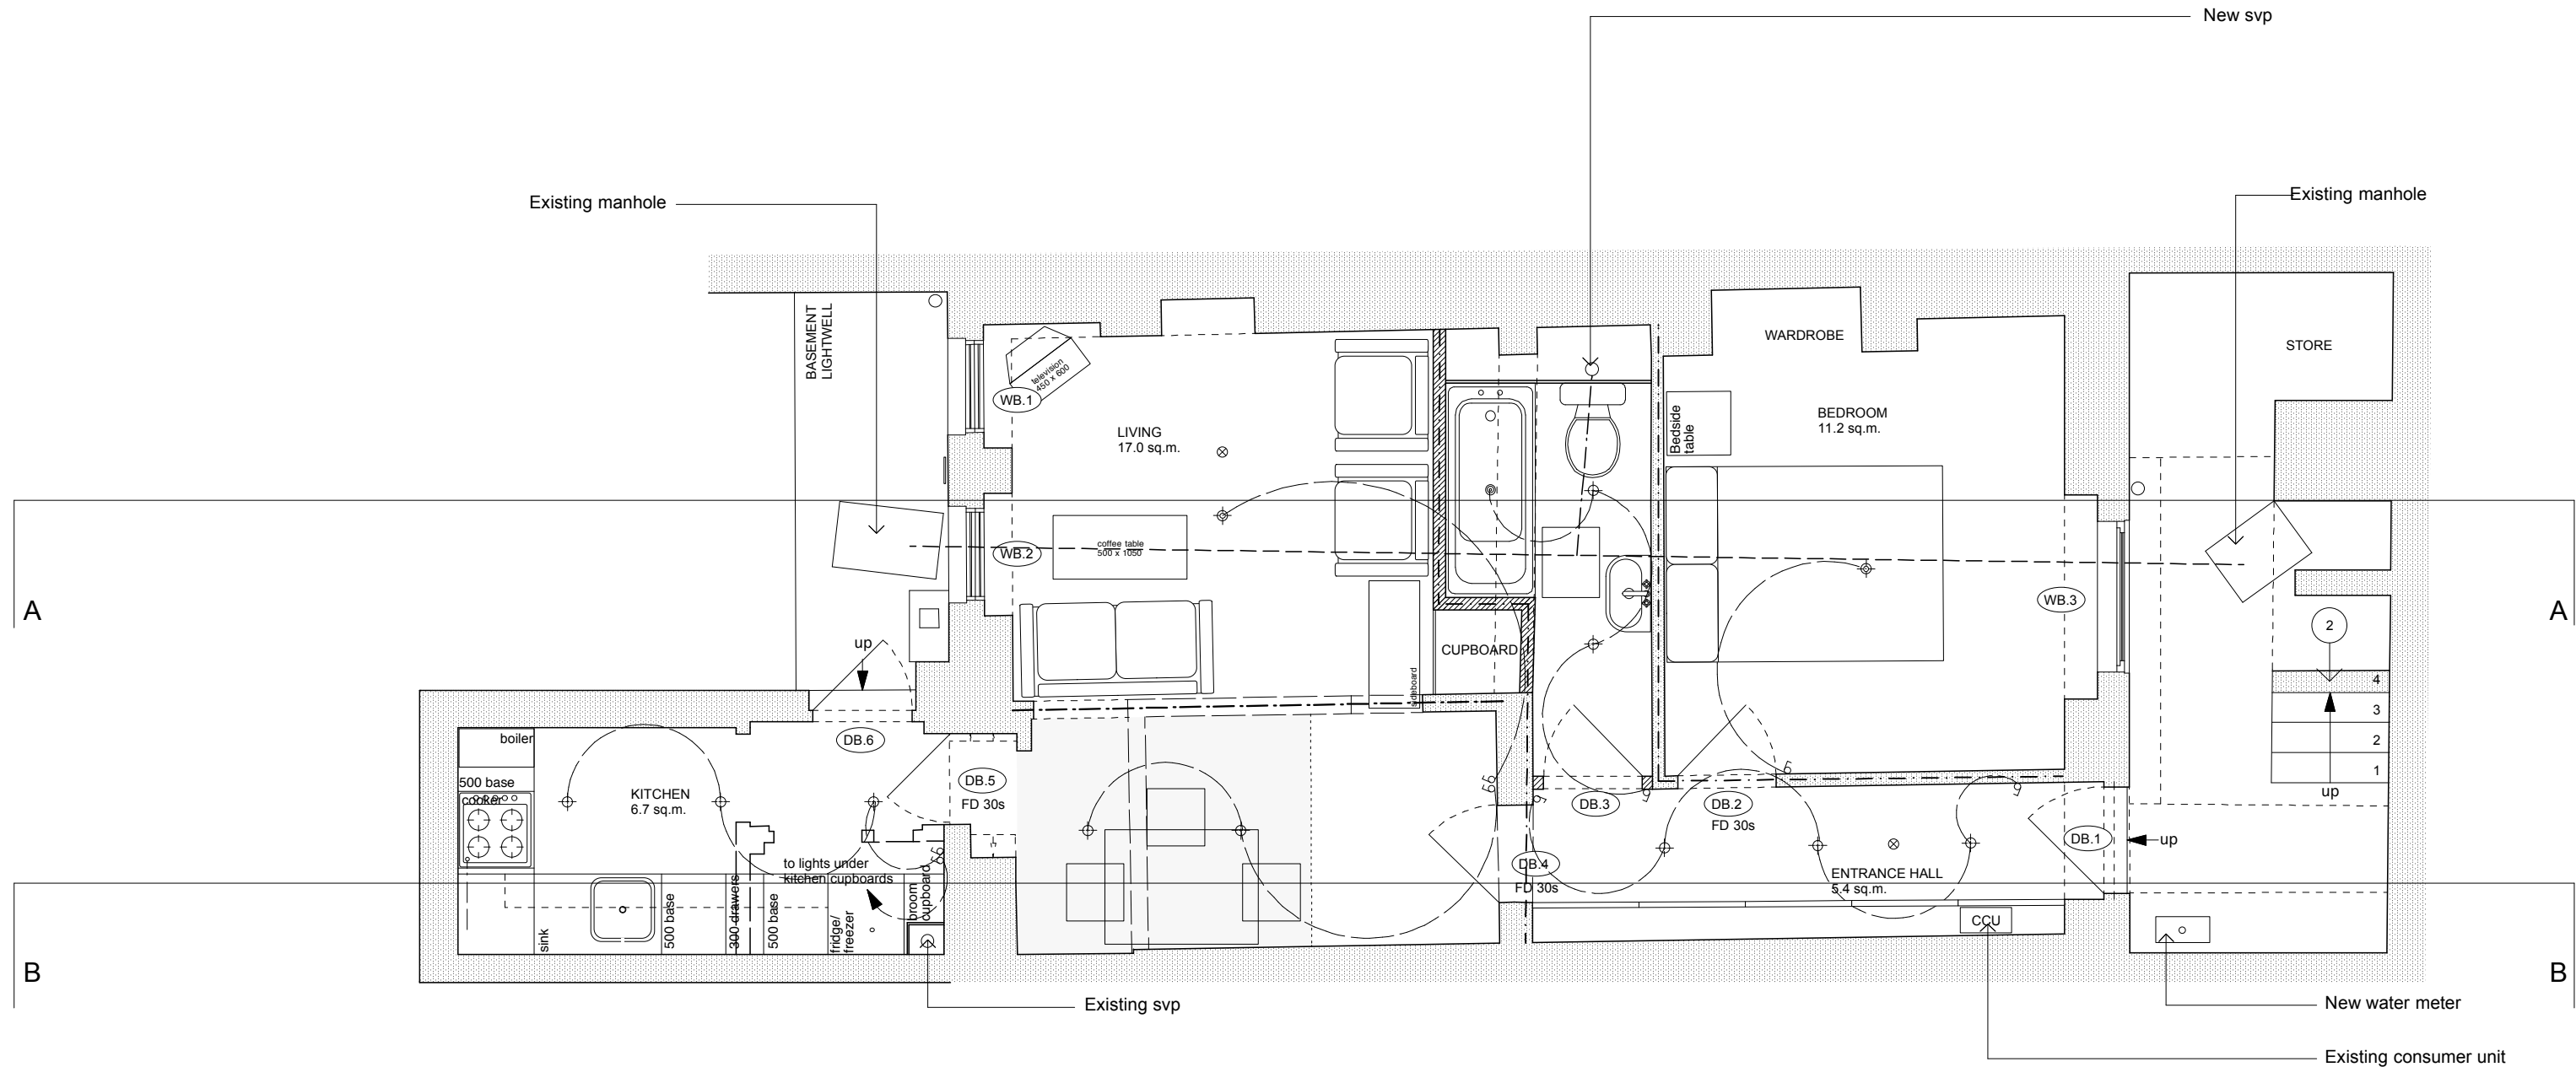 New svp
Existing manhole
Existing manhole
BASEMENT
LIGHTWELL
television
450 x 600
WB.1
LIVING
17.0 sq.m.
WARDROBE
STORE
BEDROOM
11.2 sq.m.
Bedside
table
WB.2
coffee table
500 x 1050
WB.3
A
A
2
up
CUPBOARD
sideboard
4
3
2
1
up
boiler
DB.6
500 base
cooker
KITCHEN
6.7 sq.m.
DB.5
FD 30s
DB.3
DB.2
FD 30s
DB.1
up
to lights under
kitchen cupboards
DB.4
FD 30s
ENTRANCE HALL
5.4 sq.m.
sink
500 base
300 drawers
500 base
fridge/
freezer
broom
cupboard
CCU
B
B
Existing svp
New water meter
Existing consumer unit